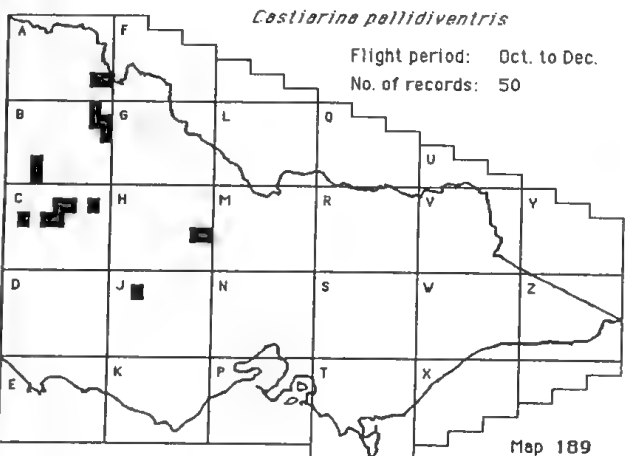 Castiarina pallidiventris
Flight period: Oct. to Dec.
No. of records: 50
A F
B G L Q
U
C H M R V Y
D J N S W Z
E K P T X
Map 189